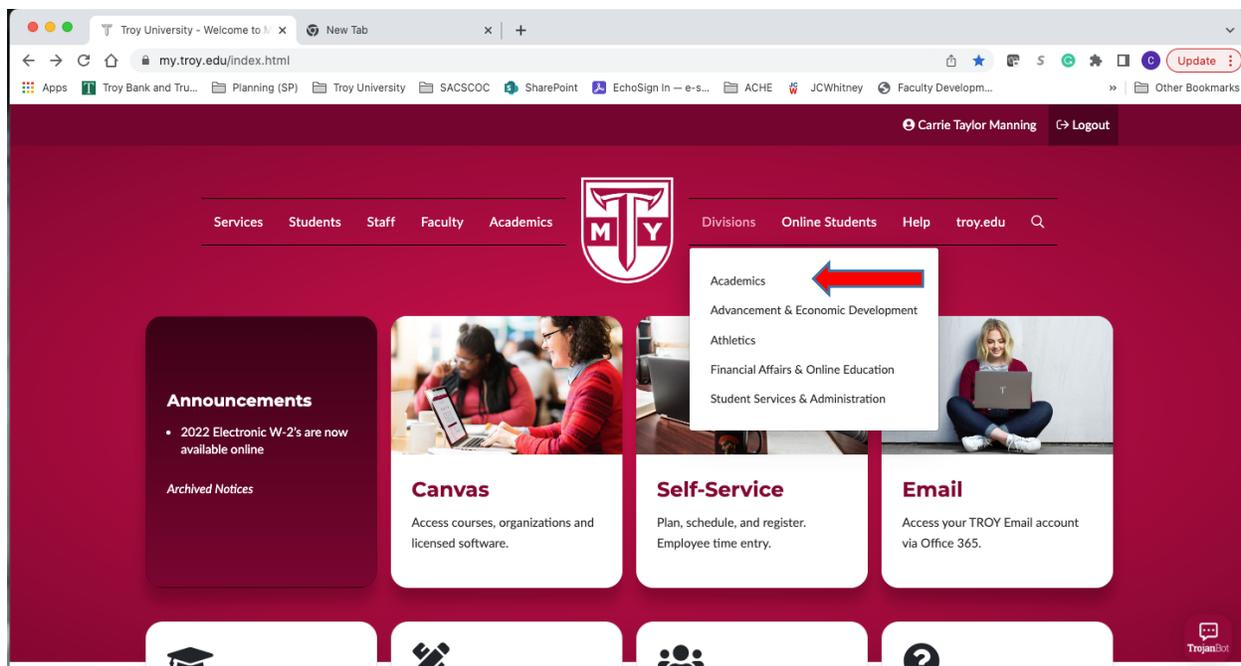 Troy University - Welcome to M
New Tab
my.troy.edu/index.html
Update
Apps
Troy Bank and Tru...
Planning (SP)
Troy University
SACSCOC
SharePoint
EchoSign In — e-s...
ACHE
JCWhitney
Faculty Developm...
»
Other Bookmarks
Carrie Taylor Manning
Logout
Services
Students
Staff
Faculty
Academics
M T Y
Divisions
Online Students
Help
troy.edu
Academics
Advancement & Economic Development
Athletics
Financial Affairs & Online Education
Student Services & Administration
Announcements
• 2022 Electronic W-2's are now
available online
Archived Notices
Canvas
Access courses, organizations and
licensed software.
Self-Service
Plan, schedule, and register.
Employee time entry.
Email
Access your TROY Email account
via Office 365.
TrojanBot